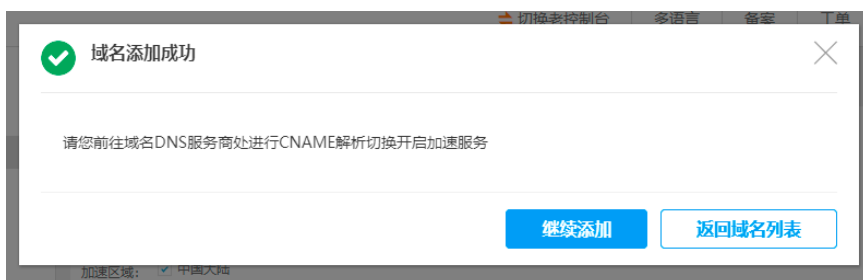 切换老控制台 多语言 备案 工单
域名添加成功
请您前往域名DNS服务商处进行CNAME解析切换开启加速服务
继续添加 返回域名列表
加速区域： 中国大陆